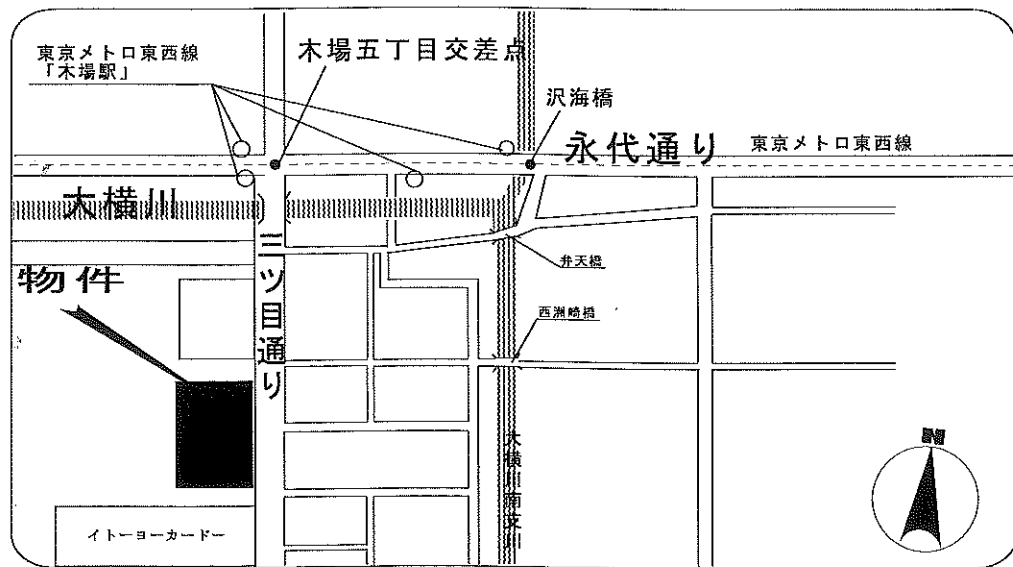 東京メトロ東西線
「木場駅」
木場五丁目交差点
沢海橋
永代通り
東京メトロ東西線
大横川
三ツ目通り
弁天橋
物件
西洲崎橋
大横川南支川
イトーヨーカードー
N